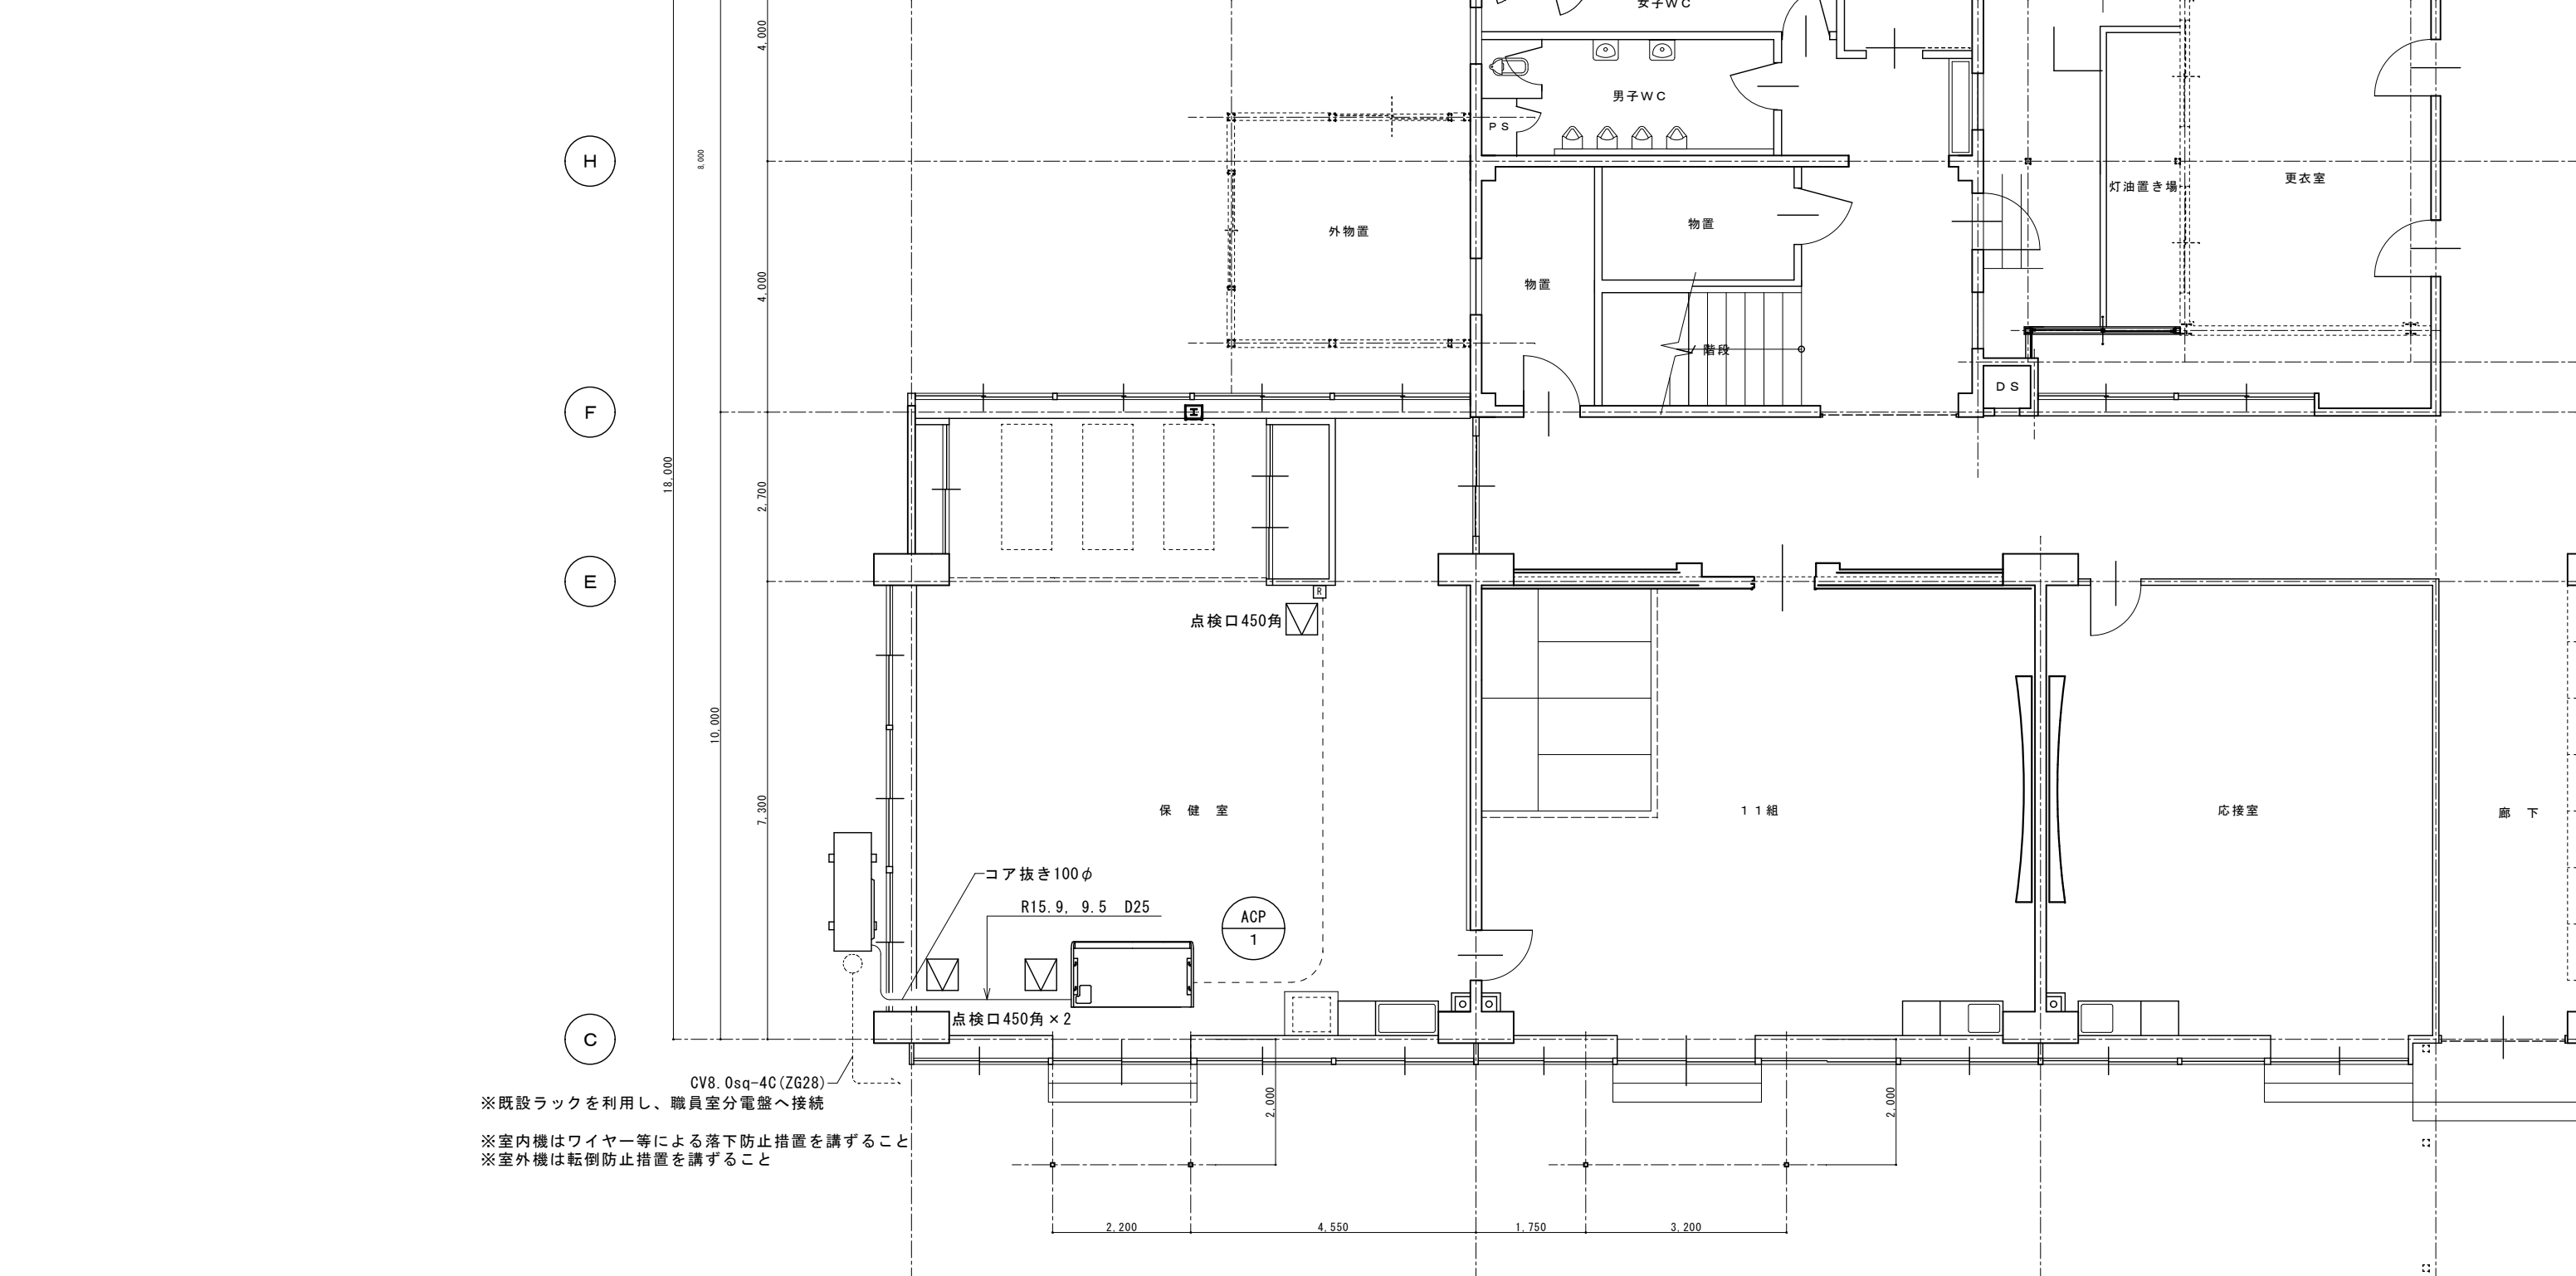 女子WC
4,000
男子WC
PS
H
8,000
灯油置き場
更衣室
外物置
物置
物置
4,000
階段
DS
F
18,000
2,700
E
R
点検口450角
10,000
7,300
保 健 室
11組
応接室
廊 下
コア抜き100φ
R15.9, 9.5 D25
ACP
1
点検口450角×2
C
CV8.0sq-4C(ZG28)
※既設ラックを利用し、職員室分電盤へ接続
※室内機はワイヤー等による落下防止措置を講ずること
※室外機は転倒防止措置を講ずること
2,000
2,000
2,200
4,550
1,750
3,200